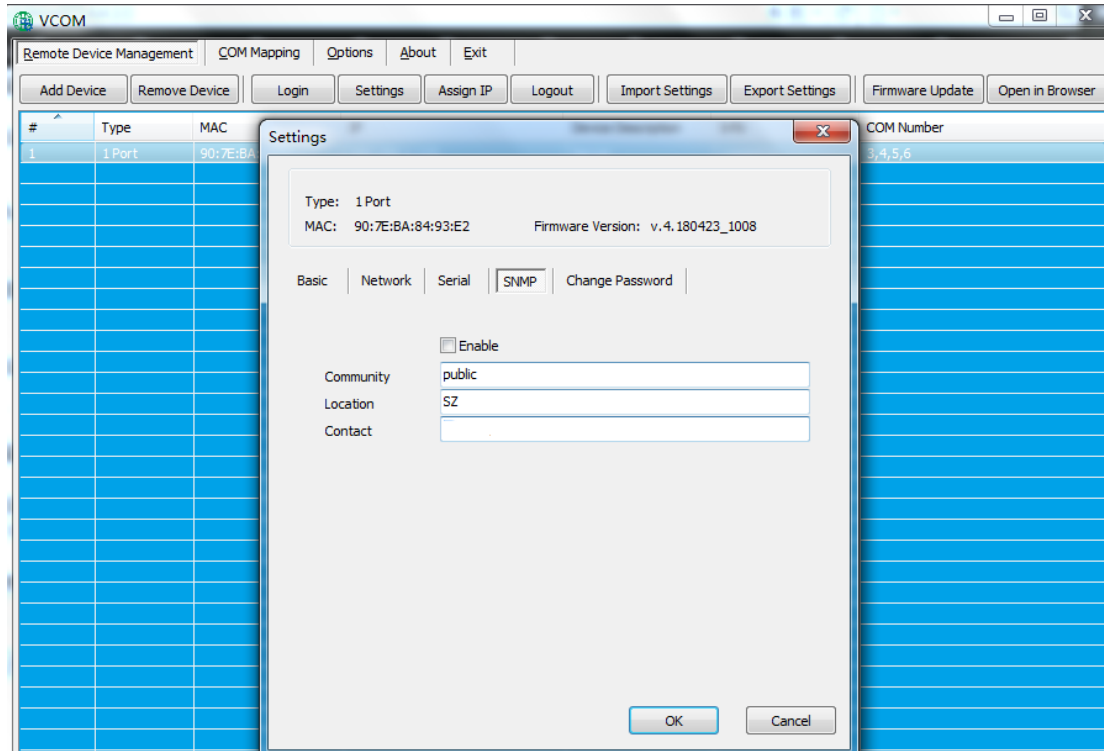 VCOM
Remote Device Management COM Mapping Options About Exit
Add Device Remove Device Login Settings Assign IP Logout Import Settings Export Settings Firmware Update Open in Browser
# Type MAC COM Number
1 1 Port 90:7E:BA 3,4,5,6
Settings
Type: 1 Port
MAC: 90:7E:BA:84:93:E2 Firmware Version: v.4.180423_1008
Basic Network Serial SNMP Change Password
Enable
Community public
Location SZ
Contact
OK Cancel